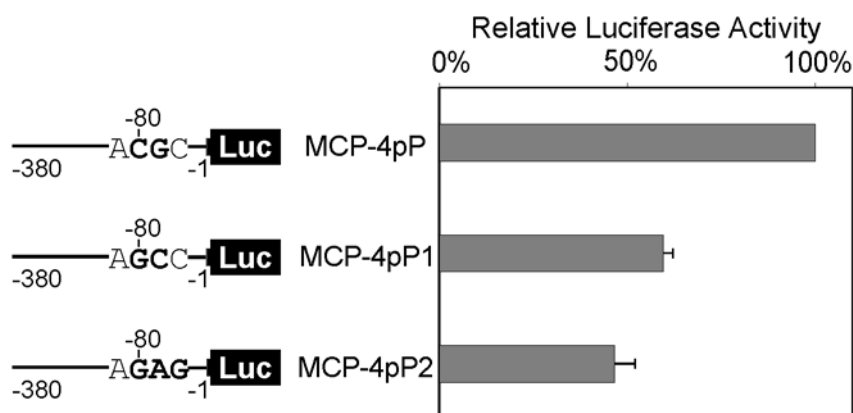 Relative Luciferase Activity
0% 50% 100%
-80
ACGC Luc MCP-4pP
-380 -1
-80
AGCC Luc MCP-4pP1
-380 -1
-80
AGAG Luc MCP-4pP2
-380 -1